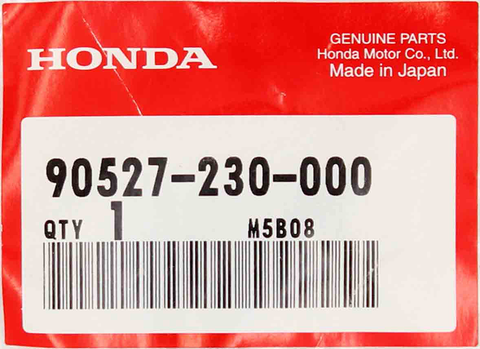 HONDA
GENUINE PARTS
Honda Motor Co., Ltd.
Made in Japan
90527-230-000
QTY 1 M5B08